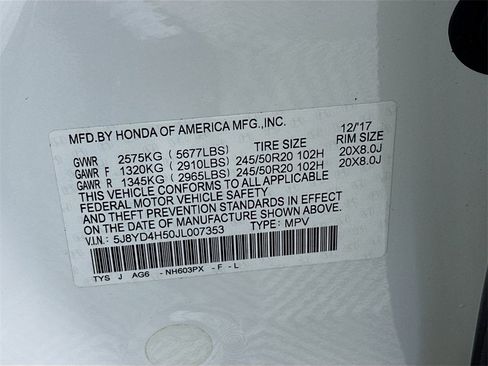 MFD.BY HONDA OF AMERICA MFG.,INC. 12/'17
TIRE SIZE RIM SIZE
GVWR 2575KG ( 5677LBS)
GAWR F 1320KG ( 2910LBS) 245/50R20 102H 20X8.0J
GAWR R 1345KG ( 2965LBS) 245/50R20 102H 20X8.0J
THIS VEHICLE CONFORMS TO ALL APPLICABLE
FEDERAL MOTOR VEHICLE SAFETY
AND THEFT PREVENTION STANDARDS IN EFFECT
ON THE DATE OF MANUFACTURE SHOWN ABOVE.
V.I.N.: 5J8YD4H50JL007353 TYPE: MPV
TYS J AG6 -NH603PX -F -L